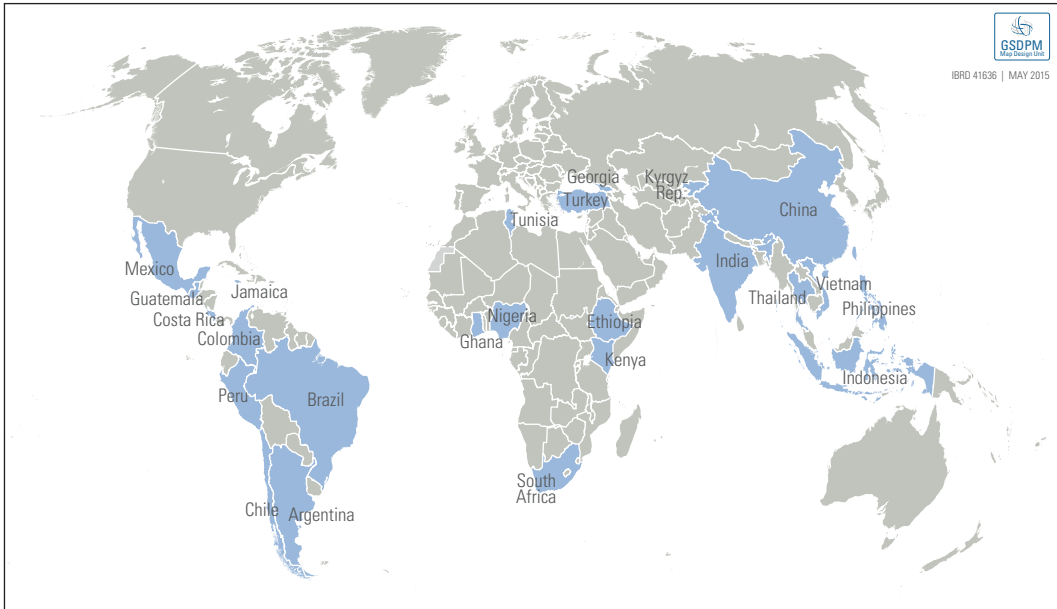 GSDPM
Map Design Unit
IBRD 41636 | MAY 2015
Georgia
Kyrgyz
Rep.
Turkey
China
Tunisia
India
Mexico
Vietnam
Guatemala
Jamaica
Thailand
Philippines
Costa Rica
Nigeria
Ethiopia
Colombia
Ghana
Kenya
Indonesia
Peru
Brazil
South
Africa
Chile
Argentina